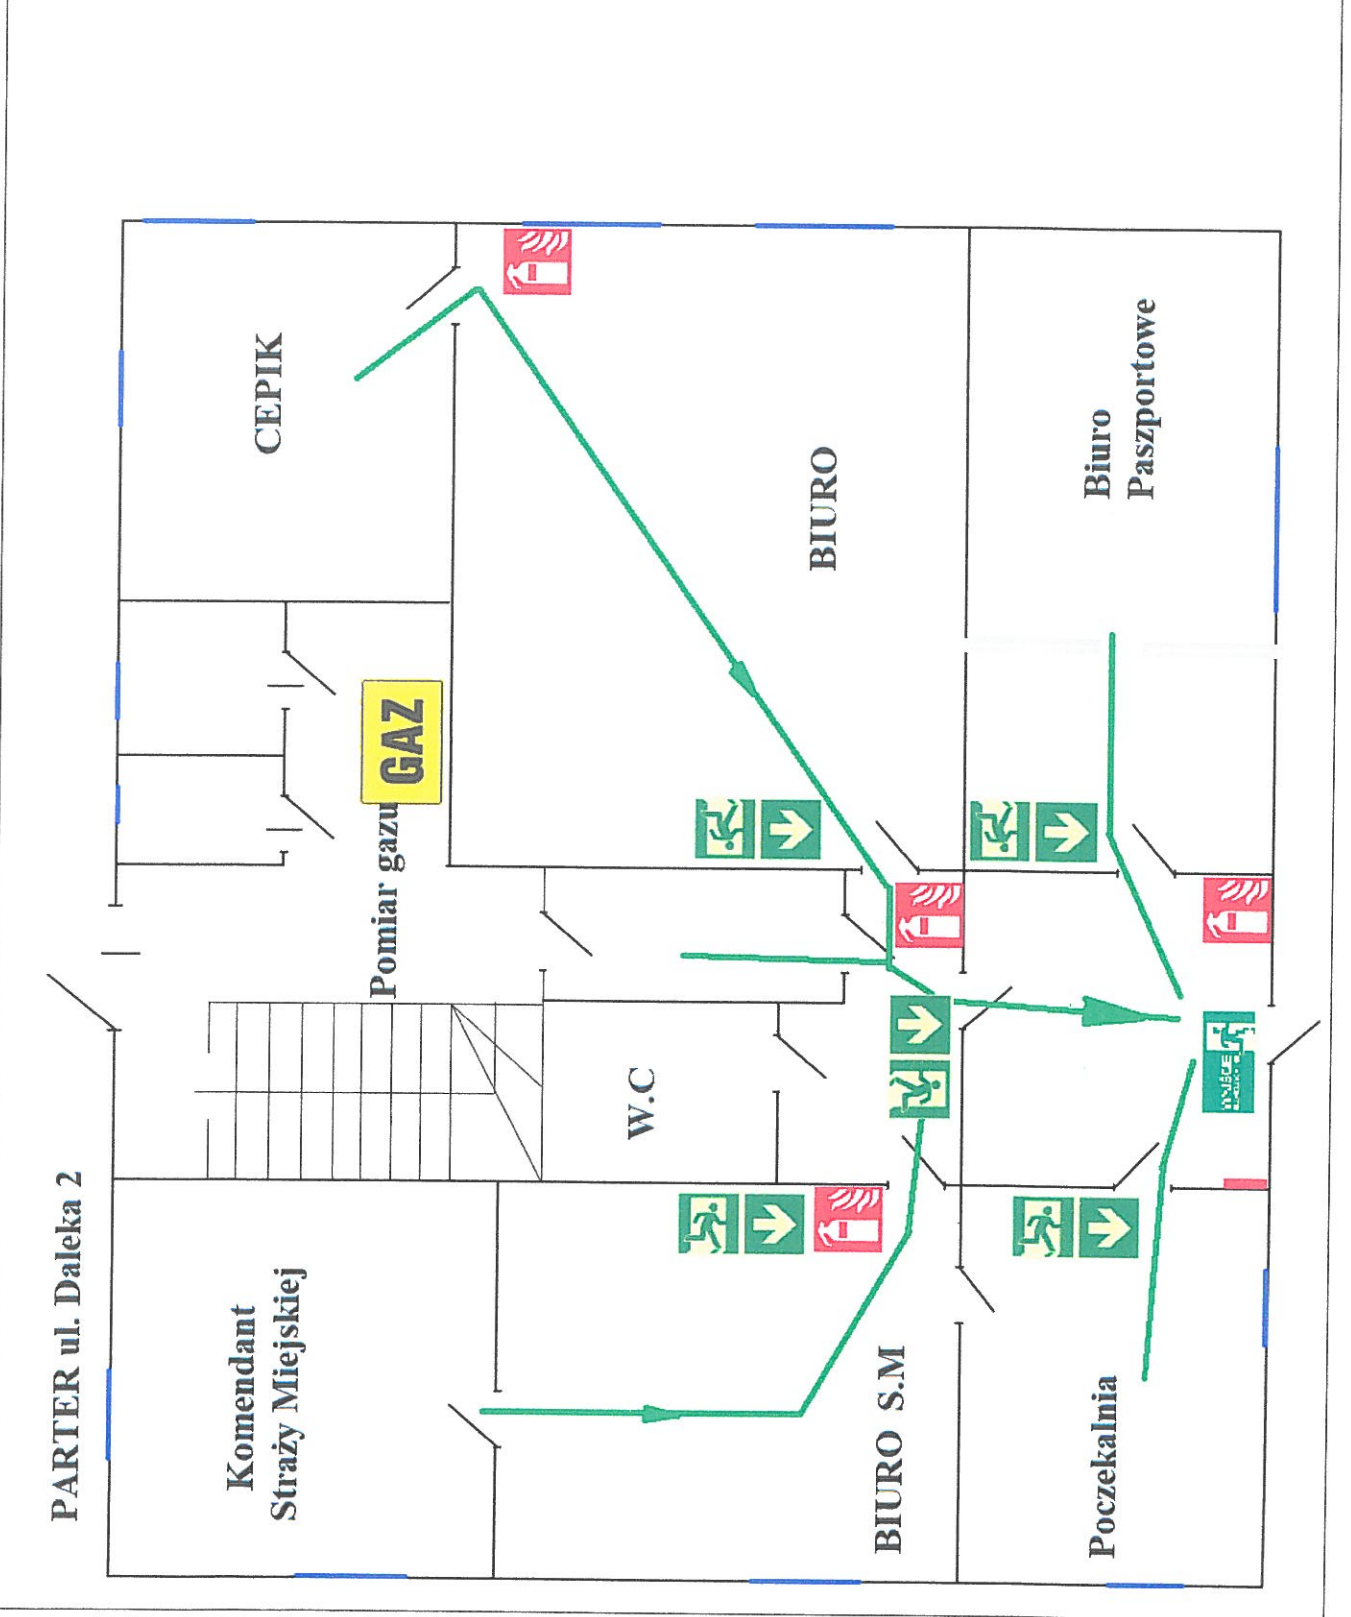 PARTER ul. Daleka 2
Komendant
Straży Miejskiej
Pomiar gazu
GAZ
CEPIK
W.C
BIURO
BIURO S.M
Poczekalnia
Biuro
Paszportowe